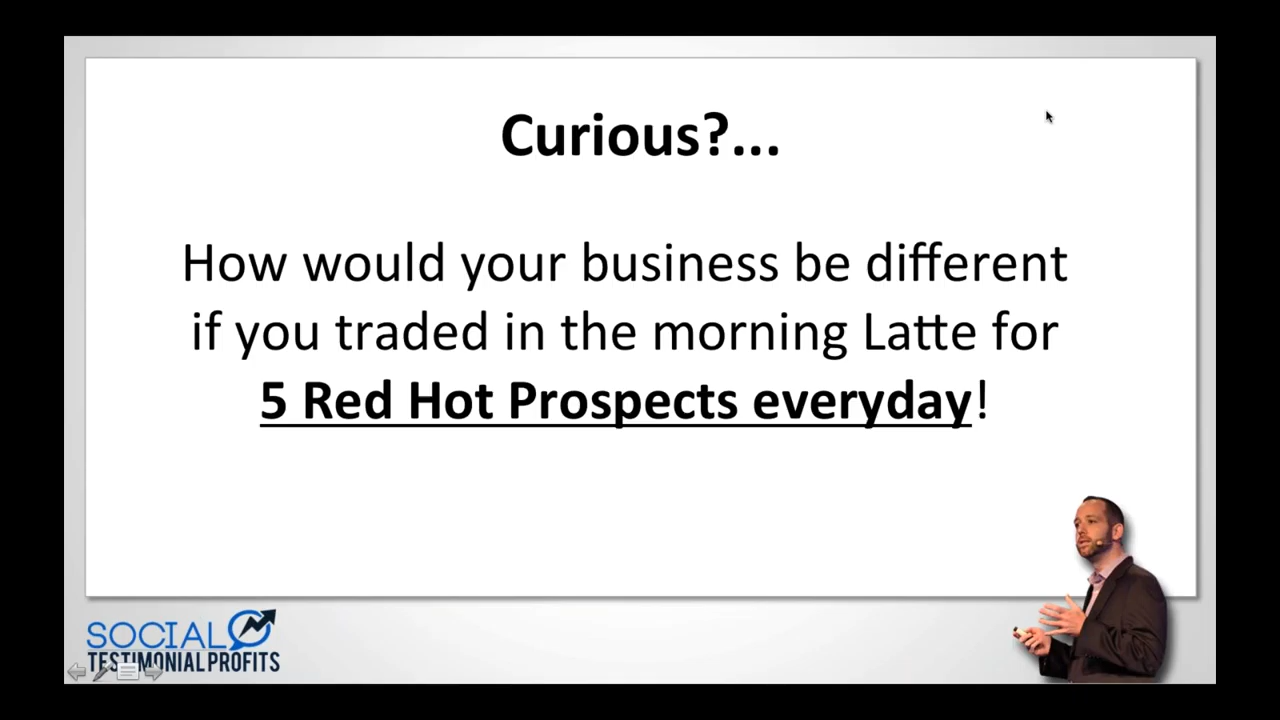 Curious?...
How would your business be different
if you traded in the morning Latte for
5 Red Hot Prospects everyday!
SOCIAL
TESTIMONIAL PROFITS